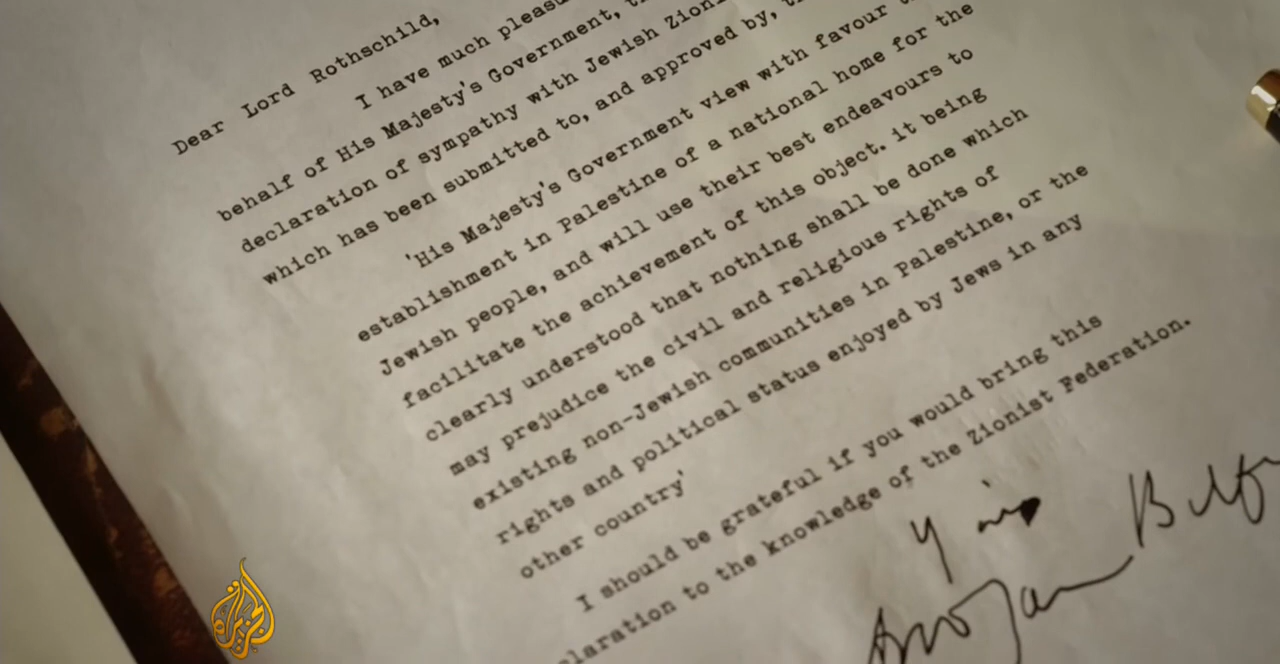 Dear Lord Rothschild,
I have much
behalf of His Majesty's Government,
declaration of sympathy with Jewish
which has been submitted to, and approved by,
'His Majesty's Government view with favour
establishment in Palestine of a national home for the
Jewish people, and will use their best endeavours to
facilitate the achievement of this object. it being
clearly understood that nothing shall be done which
may prejudice the civil and religious rights of
existing non-Jewish communities in Palestine, or the
rights and political status enjoyed by Jews in any
other country'
I should be grateful if you would bring this
to the knowledge of the Zionist Federation.
الجزيرة